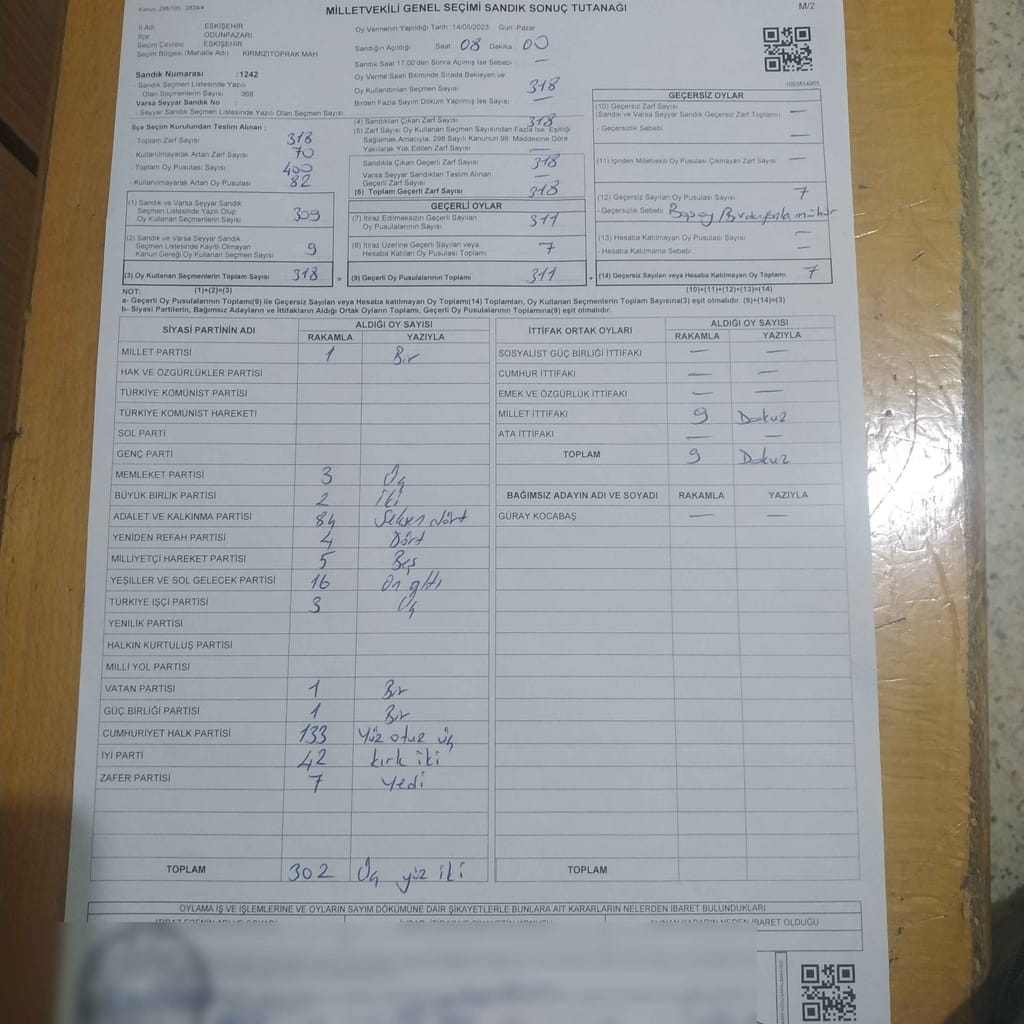 Kanun: 298/105 2839/4
MİLLETVEKİLİ GENEL SEÇİMİ SANDIK SONUÇ TUTANAĞI
M/2
İl Adı : ESKİŞEHİR
İlçe : ODUNPAZARI
Seçim Çevresi : ESKİŞEHİR
Seçim Bölgesi (Mahalle Adı) : KIRMIZITOPRAK MAH.
Sandık Numarası :1242
Sandık Seçmen Listesinde Yazılı
Olan Seçmenlerin Sayısı : 368
Varsa Seyyar Sandık No :
- Seyyar Sandık Seçmen Listesinde Yazılı Olan Seçmen Sayısı
Oy Vermenin Yapıldığı Tarih :14/05/2023 Gün: Pazar
Sandığın Açıldığı Saat 08 Dakika 00
Sandık Saat 17:00'dan Sonra Açılmış İse Sebebi —
Oy Verme Saati Bitiminde Sırada Bekleyen ve
Oy Kullandırılan Seçmen Sayısı 318
Birden Fazla Sayım Döküm Yapılmış İse Sayısı —
1093814905
İlçe Seçim Kurulundan Teslim Alınan ;
- Toplam Zarf Sayısı 318
- Kullanılmayarak Artan Zarf Sayısı 70
- Toplam Oy Pusulası Sayısı 400
- Kullanılmayarak Artan Oy Pusulası 82
(4) Sandıktan Çıkan Zarf Sayısı 318
(5) Zarf Sayısı Oy Kullanan Seçmen Sayısından Fazla İse, Eşitliği
Sağlamak Amacıyla; 298 Sayılı Kanunun 98. Maddesine Göre
Yakılarak Yok Edilen Zarf Sayısı —
Sandıkta Çıkan Geçerli Zarf Sayısı 318
Varsa Seyyar Sandıktan Teslim Alınan
Geçerli Zarf Sayısı —
(6) Toplam Geçerli Zarf Sayısı 318
GEÇERSİZ OYLAR
(10) Geçersiz Zarf Sayısı
(Sandık ve Varsa Seyyar Sandık Geçersiz Zarf Toplamı) —
- Geçersizlik Sebebi —
(11) İçinden Milletvekili Oy Pusulası Çıkmayan Zarf Sayısı —
(12) Geçersiz Sayılan Oy Pusulası Sayısı 7
- Geçersizlik Sebebi
(13) Hesaba Katılmayan Oy Pusulası Sayısı —
- Hesaba Katılmama Sebebi —
(14) Geçersiz Sayılan veya Hesaba Katılmayan Oy Toplamı 7
(10)+(11)+(12)+(13)=(14)
(1) Sandık ve Varsa Seyyar Sandık
Seçmen Listesinde Yazılı Olup
Oy Kullanan Seçmenlerin Sayısı 309
(2) Sandık ve Varsa Seyyar Sandık
Seçmen Listesinde Kayıtlı Olmayan
Kanun Gereği Oy Kullanan Seçmen Sayısı 9
(3) Oy Kullanan Seçmenlerin Toplam Sayısı 318 =
(1)+(2)=(3)
GEÇERLİ OYLAR
(7) İtiraz Edilmeksizin Geçerli Sayılan
Oy Pusulalarının Sayısı 311
(8) İtiraz Üzerine Geçerli Sayılan veya
Hesaba Katılan Oy Pusulası Toplamı 7
(9) Geçerli Oy Pusulalarının Toplamı 311 +
NOT:
a- Geçerli Oy Pusulalarının Toplamı(9) ile Geçersiz Sayılan veya Hesaba katılmayan Oy Toplamı(14) Toplamları, Oy Kullanan Seçmenlerin Toplam Sayısına(3) eşit olmalıdır. (9)+(14)=(3)
b- Siyasi Partilerin, Bağımsız Adayların ve İttifakların Aldığı Ortak Oyların Toplamı, Geçerli Oy Pusulalarının Toplamına(9) eşit olmalıdır.
SİYASİ PARTİNİN ADI ALDIĞI OY SAYISI
RAKAMLA YAZIYLA
MİLLET PARTİSİ 1 Bir
HAK VE ÖZGÜRLÜKLER PARTİSİ
TÜRKİYE KOMÜNİST PARTİSİ
TÜRKİYE KOMÜNİST HAREKETİ
SOL PARTİ
GENÇ PARTİ
MEMLEKET PARTİSİ 3 Üç
BÜYÜK BİRLİK PARTİSİ 2 İki
ADALET VE KALKINMA PARTİSİ 84 Seksen dört
YENİDEN REFAH PARTİSİ 4 Dört
MİLLİYETÇİ HAREKET PARTİSİ 5 Beş
YEŞİLLER VE SOL GELECEK PARTİSİ 16 On altı
TÜRKİYE İŞÇİ PARTİSİ 3 Üç
YENİLİK PARTİSİ
HALKIN KURTULUŞ PARTİSİ
MİLLİ YOL PARTİSİ
VATAN PARTİSİ 1 Bir
GÜÇ BİRLİĞİ PARTİSİ 1 Bir
CUMHURİYET HALK PARTİSİ 133 Yüz otuz üç
İYİ PARTİ 42 kırk iki
ZAFER PARTİSİ 7 Yedi
TOPLAM 302 Üç yüz iki
İTTİFAK ORTAK OYLARI ALDIĞI OY SAYISI
RAKAMLA YAZIYLA
SOSYALİST GÜÇ BİRLİĞİ İTTİFAKI — —
CUMHUR İTTİFAKI — —
EMEK VE ÖZGÜRLÜK İTTİFAKI — —
MİLLET İTTİFAKI 9 Dokuz
ATA İTTİFAKI — —
TOPLAM 9 Dokuz
BAĞIMSIZ ADAYIN ADI VE SOYADI RAKAMLA YAZIYLA
GÜRAY KOCABAŞ — —
TOPLAM
OYLAMA İŞ VE İŞLEMLERİNE VE OYLARIN SAYIM DÖKÜMÜNE DAİR ŞİKAYETLERLE BUNLARA AİT KARARLARIN NELERDEN İBARET BULUNDUKLARI